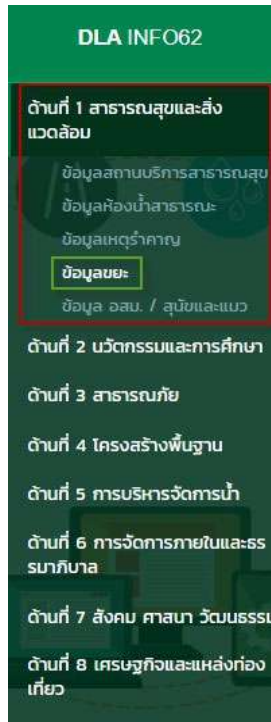 DLA INFO62
ด้านที่ 1 สาธารณสุขและสิ่ง
แวดล้อม
ข้อมูลสถานบริการสาธารณสุข
ข้อมูลห้องน้ำสาธารณะ
ข้อมูลเหตุรำคาญ
ข้อมูลขยะ
ข้อมูล อสม. / สุนัขและแมว
ด้านที่ 2 นวัตกรรมและการศึกษา
ด้านที่ 3 สาธารณภัย
ด้านที่ 4 โครงสร้างพื้นฐาน
ด้านที่ 5 การบริหารจัดการน้ำ
ด้านที่ 6 การจัดการภายในและธร
รมาภิบาล
ด้านที่ 7 สังคม ศาสนา วัฒนธรรม
ด้านที่ 8 เศรษฐกิจและแหล่งท่อง
เที่ยว